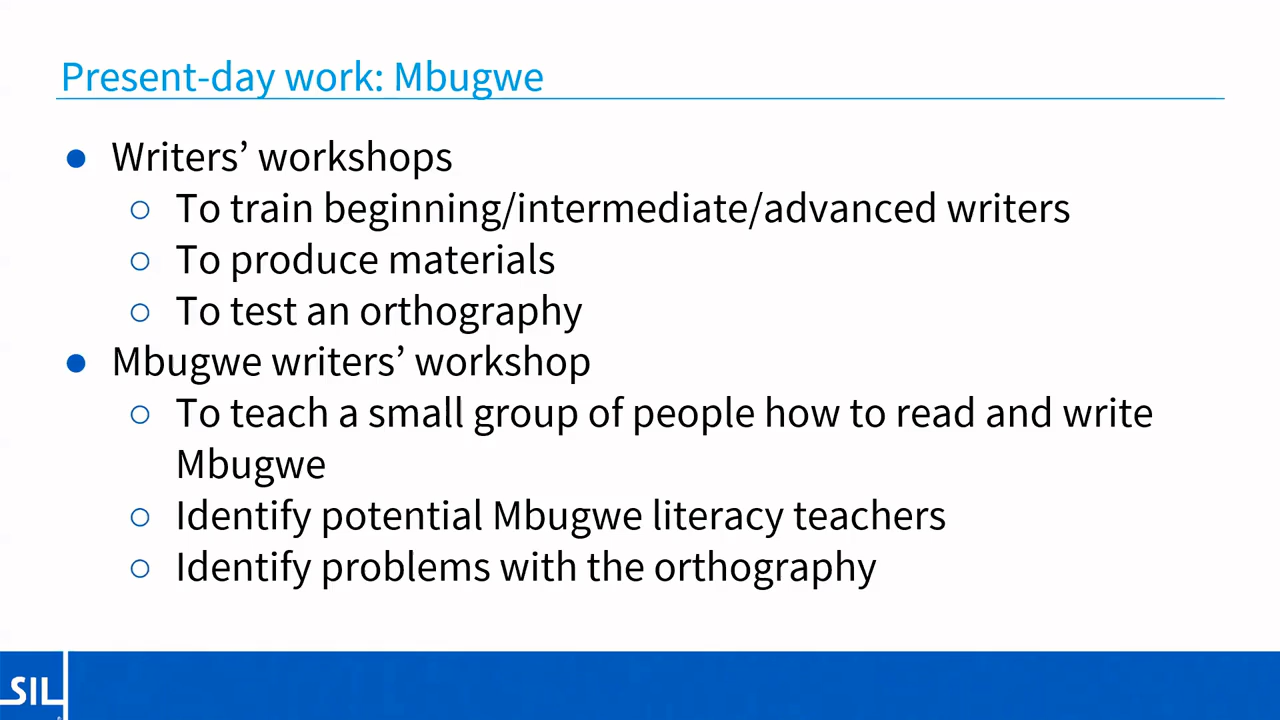 Present-day work: Mbugwe
● Writers’ workshops
○ To train beginning/intermediate/advanced writers
○ To produce materials
○ To test an orthography
● Mbugwe writers’ workshop
○ To teach a small group of people how to read and write
Mbugwe
○ Identify potential Mbugwe literacy teachers
○ Identify problems with the orthography
SIL